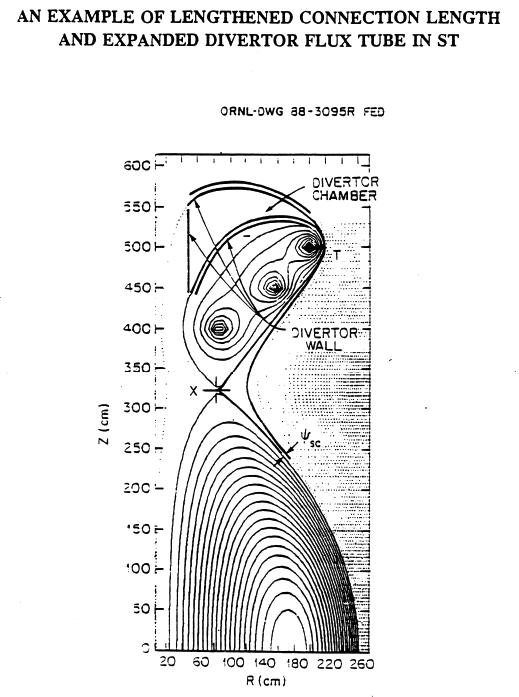 AN EXAMPLE OF LENGTHENED CONNECTION LENGTH
AND EXPANDED DIVERTOR FLUX TUBE IN ST
ORNL-DWG 88-3095R FED
600
DIVERTOR
CHAMBER
550
500
T
450
400
DIVERTOR
WALL
350
X
300
Z (cm)
ψsc
250
200
150
100
50
0
20 60 100 140 180 220 260
R (cm)